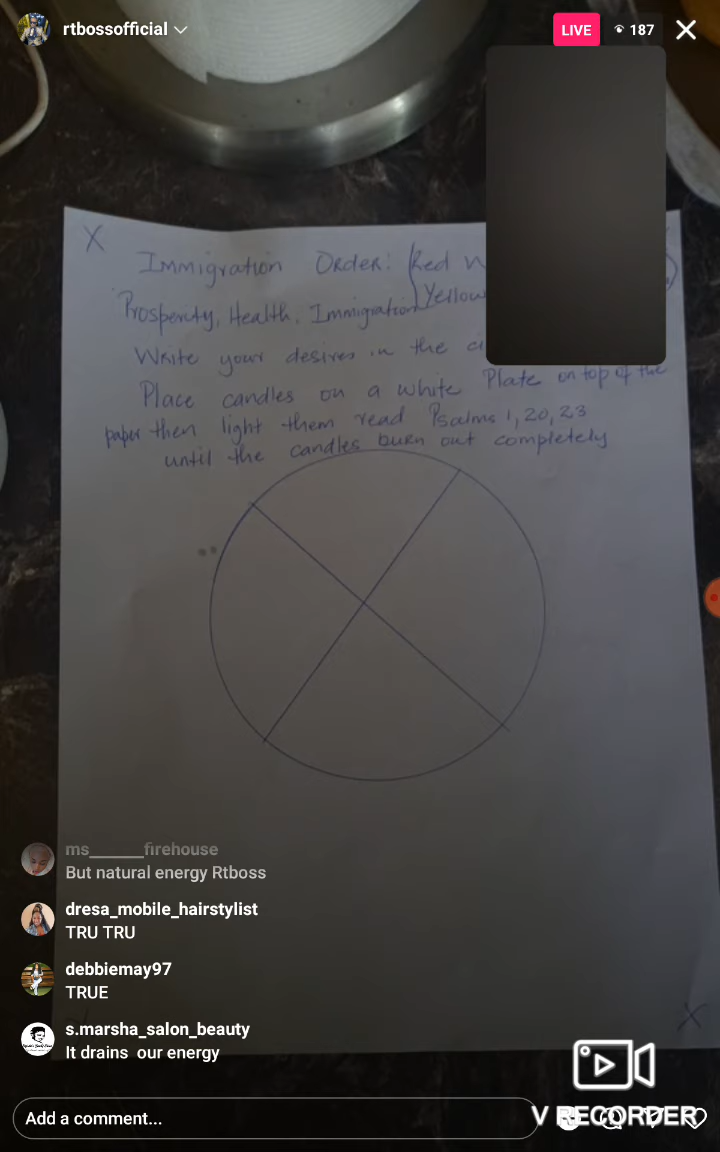 rtbossofficial
LIVE
187
X
Immigration Order: (Red
Yellow
Prosperity, Health, Immigration
Write your desires in the
Place candles on a white Plate on top of the
paper then light them read Psalms 1, 20, 23
until the candles burn out completely
ms______firehouse
But natural energy Rtboss
dresa_mobile_hairstylist
TRU TRU
debbiemay97
TRUE
s.marsha_salon_beauty
It drains our energy
X
Add a comment...
V RECORDER